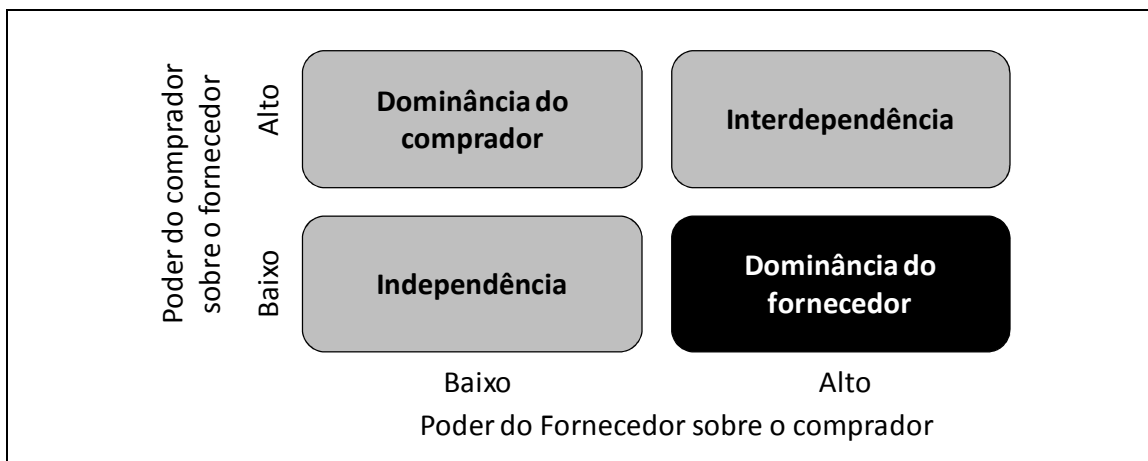 Poder do comprador
sobre o fornecedor
Alto
Dominância do
comprador
Interdependência
Baixo
Independência
Dominância do
fornecedor
Baixo
Alto
Poder do Fornecedor sobre o comprador